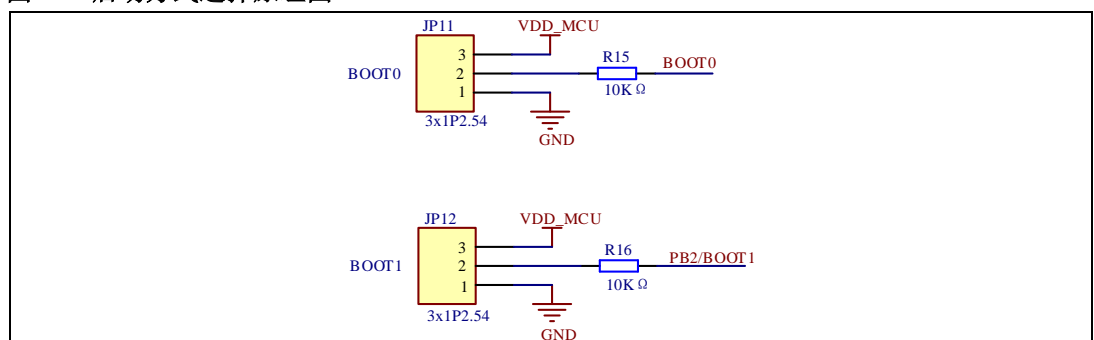 JP11
VDD_MCU
3
R15
BOOT0
BOOT0
2
1
10K Ω
3x1P2.54
GND
JP12
VDD_MCU
3
R16
PB2/BOOT1
BOOT1
2
1
10K Ω
3x1P2.54
GND